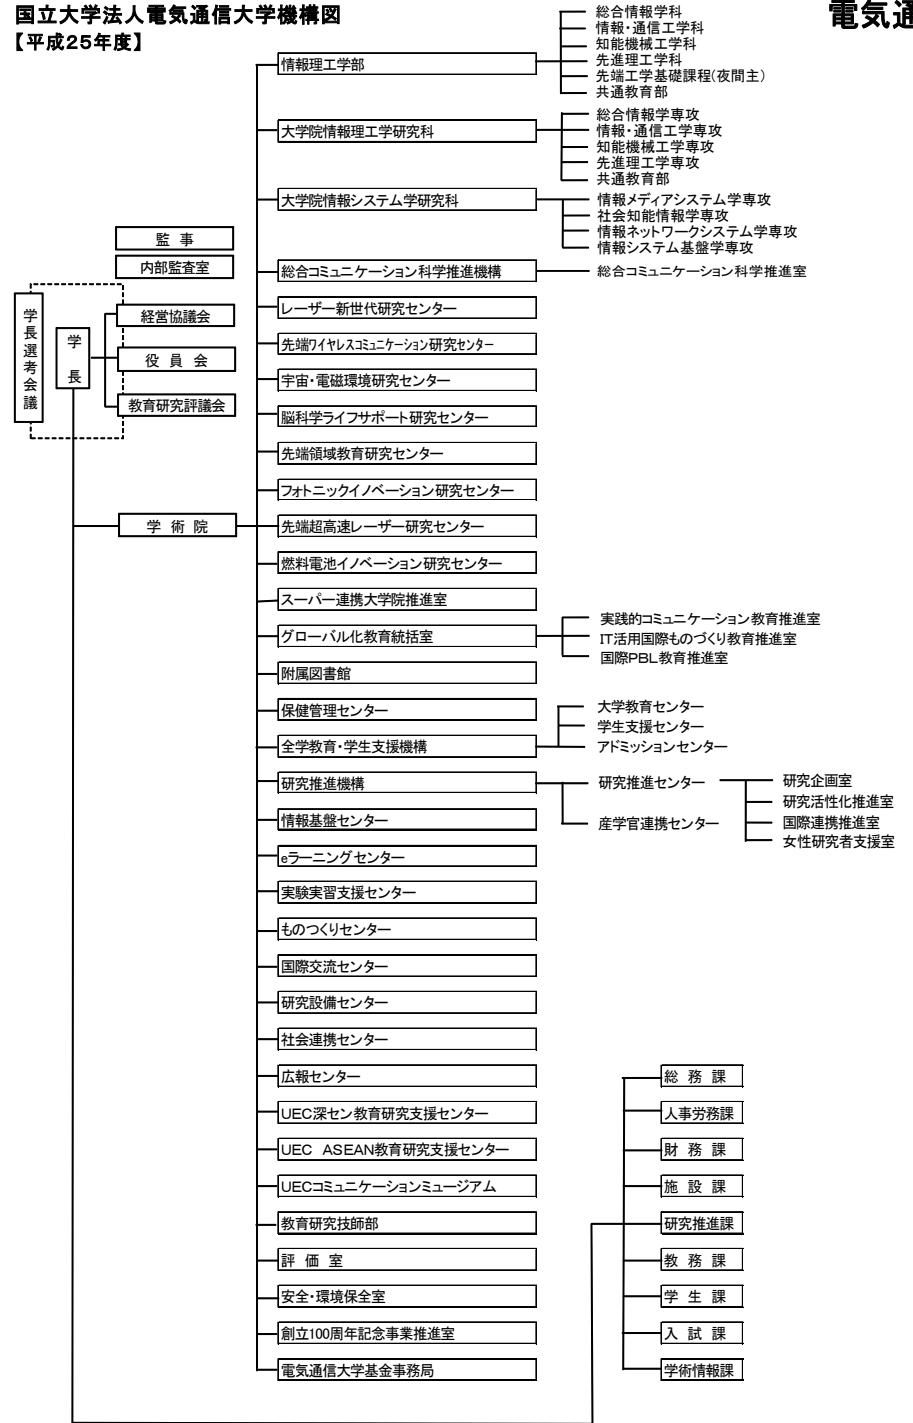 国立大学法人電気通信大学機構図
【平成25年度】
電気通
情報理工学部
総合情報学科
情報・通信工学科
知能機械工学科
先進理工学科
先端工学基礎課程(夜間主)
共通教育部
大学院情報理工学研究科
総合情報学専攻
情報・通信工学専攻
知能機械工学専攻
先進理工学専攻
共通教育部
大学院情報システム学研究科
情報メディアシステム学専攻
社会知能情報学専攻
情報ネットワークシステム学専攻
情報システム基盤学専攻
監 事
内部監査室
学長選考会議
学 長
経営協議会
役 員 会
教育研究評議会
学 術 院
総合コミュニケーション科学推進機構
総合コミュニケーション科学推進室
レーザー新世代研究センター
先端ワイヤレスコミュニケーション研究センター
宇宙・電磁環境研究センター
脳科学ライフサポート研究センター
先端領域教育研究センター
フォトニックイノベーション研究センター
先端超高速レーザー研究センター
燃料電池イノベーション研究センター
スーパー連携大学院推進室
グローバル化教育統括室
実践的コミュニケーション教育推進室
IT活用国際ものづくり教育推進室
国際PBL教育推進室
附属図書館
保健管理センター
全学教育・学生支援機構
大学教育センター
学生支援センター
アドミッションセンター
研究推進機構
研究推進センター
産学官連携センター
研究企画室
研究活性化推進室
国際連携推進室
女性研究者支援室
情報基盤センター
eラーニングセンター
実験実習支援センター
ものつくりセンター
国際交流センター
研究設備センター
社会連携センター
広報センター
UEC深セン教育研究支援センター
UEC ASEAN教育研究支援センター
UECコミュニケーションミュージアム
教育研究技師部
評 価 室
安全・環境保全室
創立100周年記念事業推進室
電気通信大学基金事務局
総 務 課
人事労務課
財 務 課
施 設 課
研究推進課
教 務 課
学 生 課
入 試 課
学術情報課